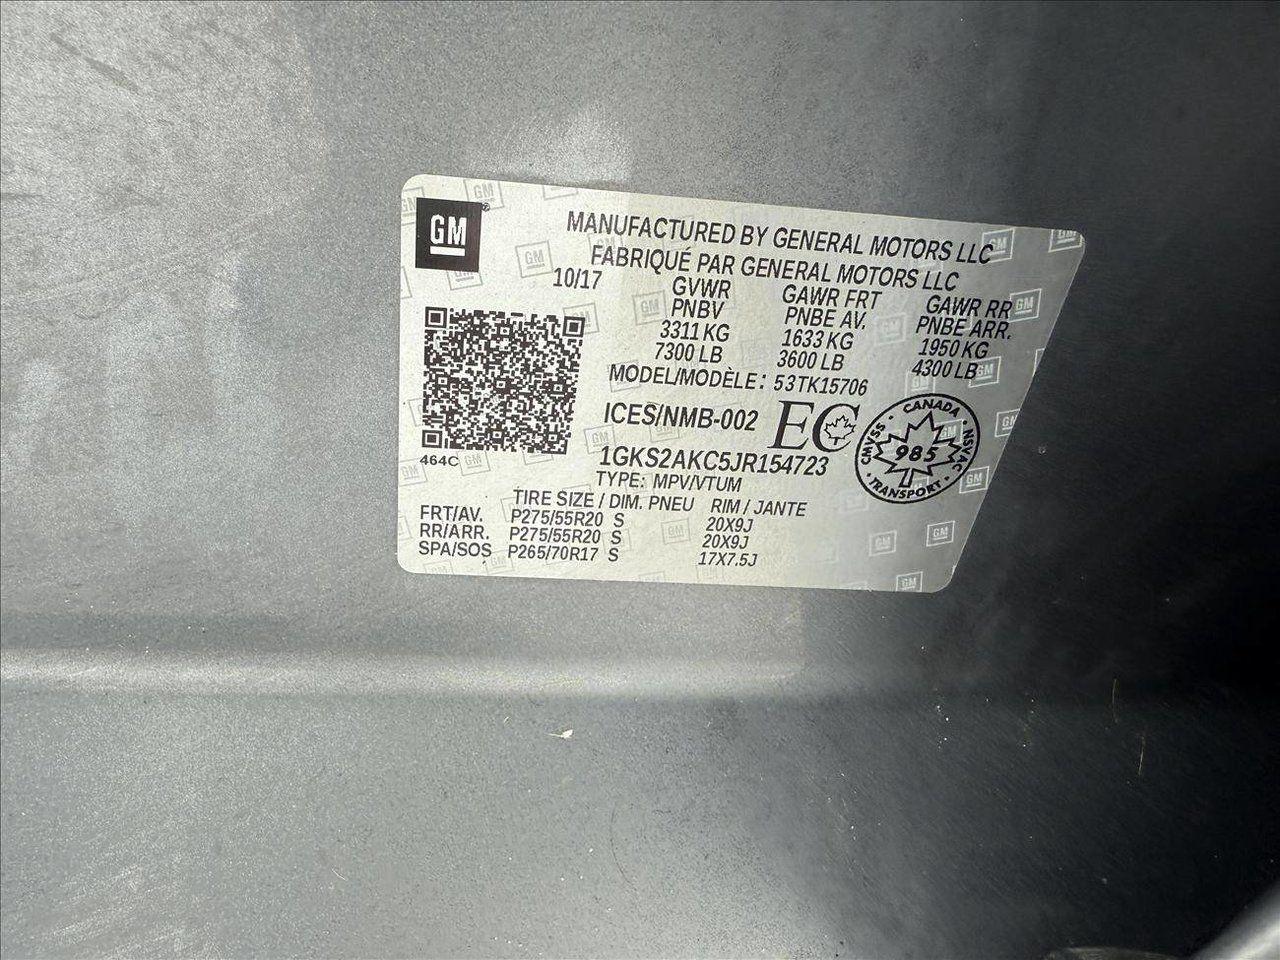 GM
MANUFACTURED BY GENERAL MOTORS LLC
FABRIQUÉ PAR GENERAL MOTORS LLC
10/17 GVWR GAWR FRT GAWR RR
PNBV PNBE AV. PNBE ARR.
3311 KG 1633 KG 1950 KG
7300 LB 3600 LB 4300 LB
MODEL/MODÈLE: 53TK15706
ICES/NMB-002 EC
CANADA
CMVSS 985 NSVAC
TRANSPORT
464C
1GKS2AKC5JR154723
TYPE: MPV/VTUM
TIRE SIZE / DIM. PNEU RIM / JANTE
FRT/AV. P275/55R20 S 20X9J
RR/ARR. P275/55R20 S 20X9J
SPA/SOS P265/70R17 S 17X7.5J